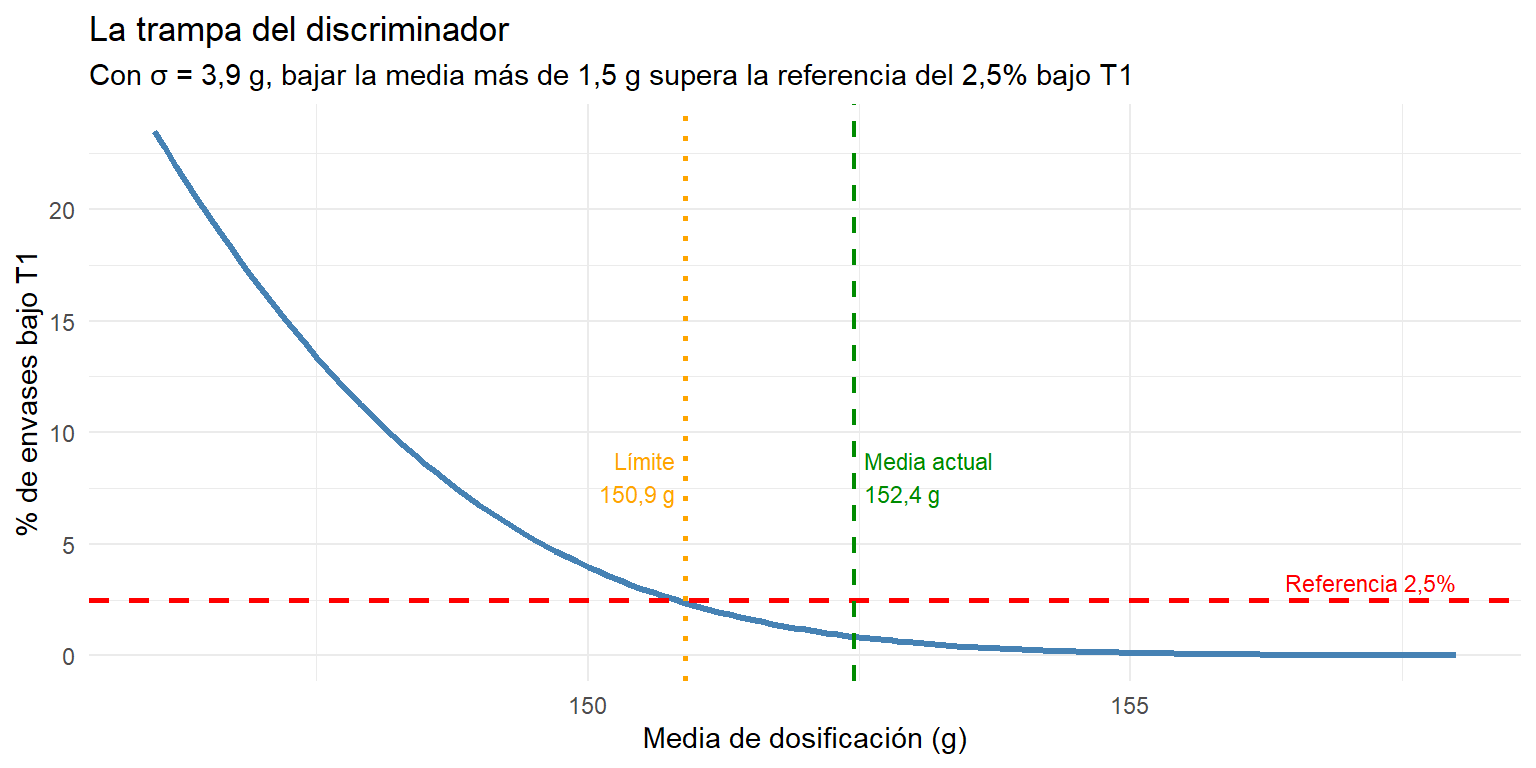 La trampa del discriminador
Con σ = 3,9 g, bajar la media más de 1,5 g supera la referencia del 2,5% bajo T1
% de envases bajo T1
20
15
10
5
0
Límite
150,9 g
Media actual
152,4 g
Referencia 2,5%
150
155
Media de dosificación (g)